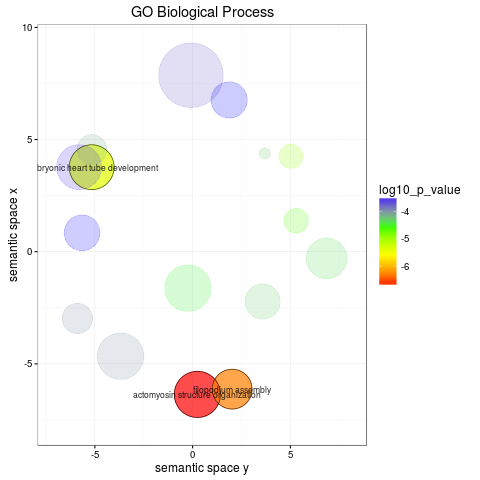 GO Biological Process
10
5
0
-5
semantic space x
bryonic heart tube development
filopodium assembly
actomyosin structure organization
-5
0
5
semantic space y
log10_p_value
-4
-5
-6